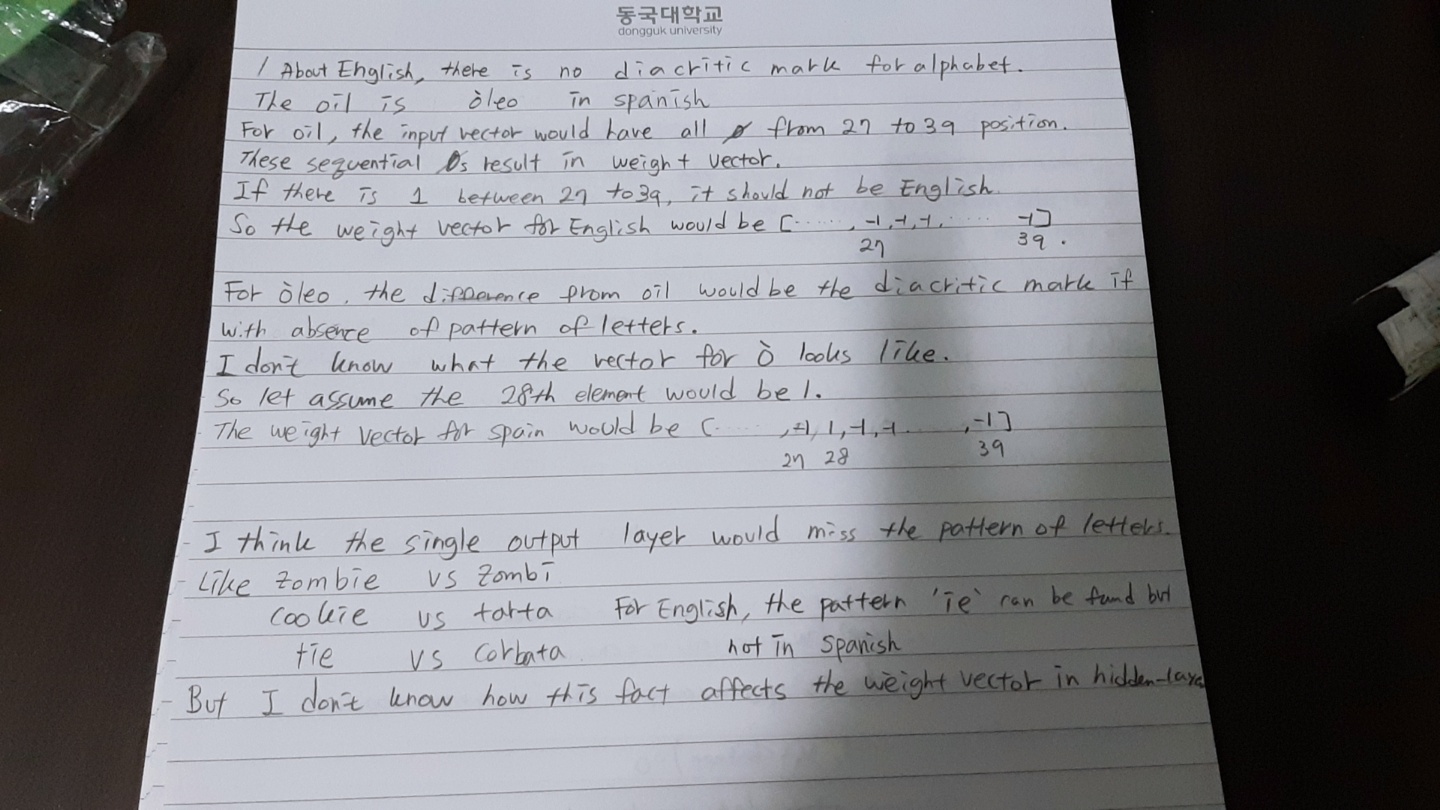 동국대학교
dongguk university
/ About English, there is no diacritic mark for alphabet.
The oil is òleo in spanish
For oil, the input vector would have all 0 from 27 to 39 position.
These sequential 0s result in weight vector.
If there is 1 between 27 to 39, it should not be English
So the weight vector for English would be [......, -1, -1, -1, ...... -1]
27 39.
For òleo, the difference from oil would be the diacritic mark if
with absence of pattern of letters.
I don't know what the vector for ò looks like.
So let assume the 28th element would be 1.
The weight vector for spain would be [......, -1, 1, -1, -1 ......, -1]
27 28 39
I think the single output layer would miss the pattern of letters.
Like zombie vs zombi
cookie vs torta For English, the pattern 'ie' can be fund but
tie vs corbata not in spanish
But I don't know how this fact affects the weight vector in hidden-laye